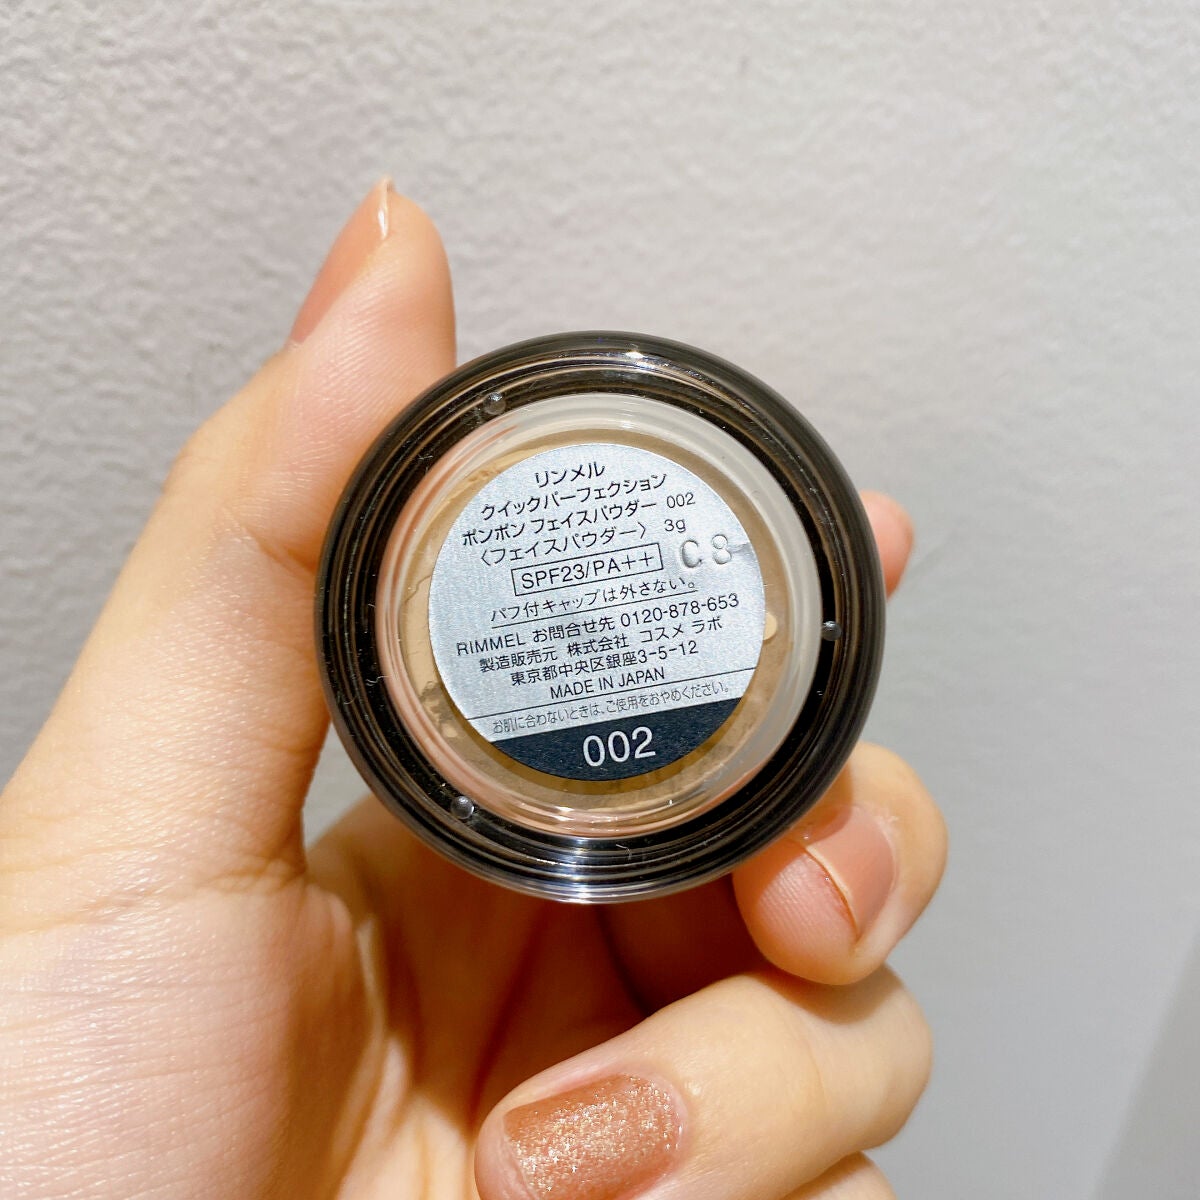 リンメル
クイックパーフェクション
ポンポン フェイスパウダー 002
〈フェイスパウダー〉 3g
SPF23/PA++ C8
パフ付キャップは外さない。
RIMMEL お問合せ先 0120-878-653
製造販売元 株式会社 コスメ ラボ
東京都中央区銀座3-5-12
MADE IN JAPAN
お肌に合わないときは、ご使用をおやめください。
002